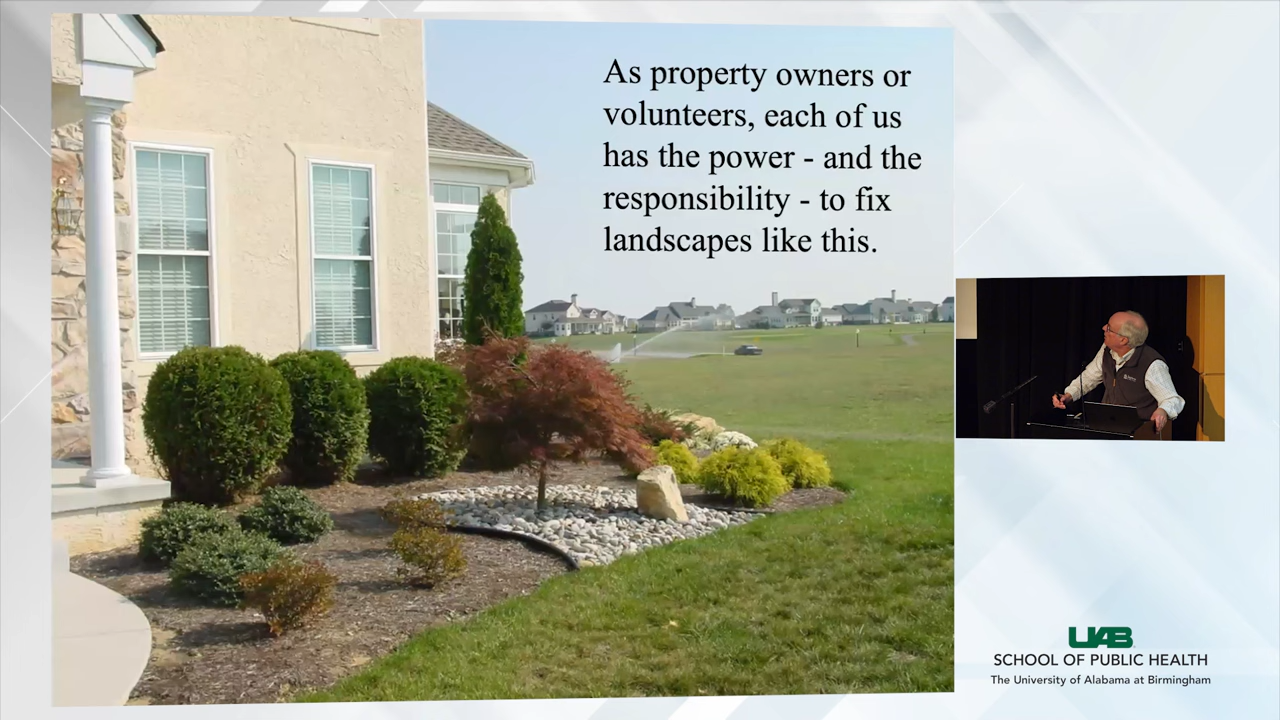 As property owners or
volunteers, each of us
has the power - and the
responsibility - to fix
landscapes like this.
UAB
SCHOOL OF PUBLIC HEALTH
The University of Alabama at Birmingham